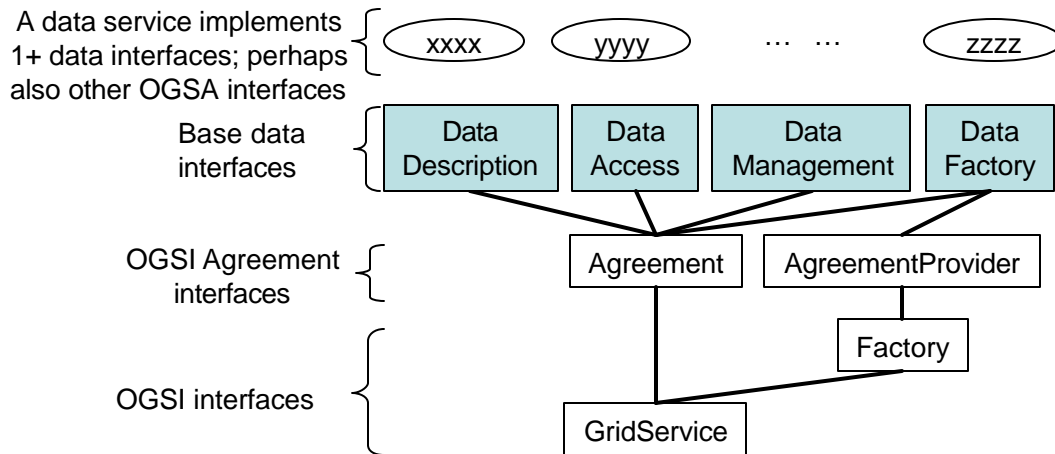 A data service implements
1+ data interfaces; perhaps
also other OGSA interfaces
xxxx
yyyy
… …
zzzz
Base data
interfaces
Data
Description
Data
Access
Data
Management
Data
Factory
OGSI Agreement
interfaces
Agreement
AgreementProvider
Factory
OGSI interfaces
GridService